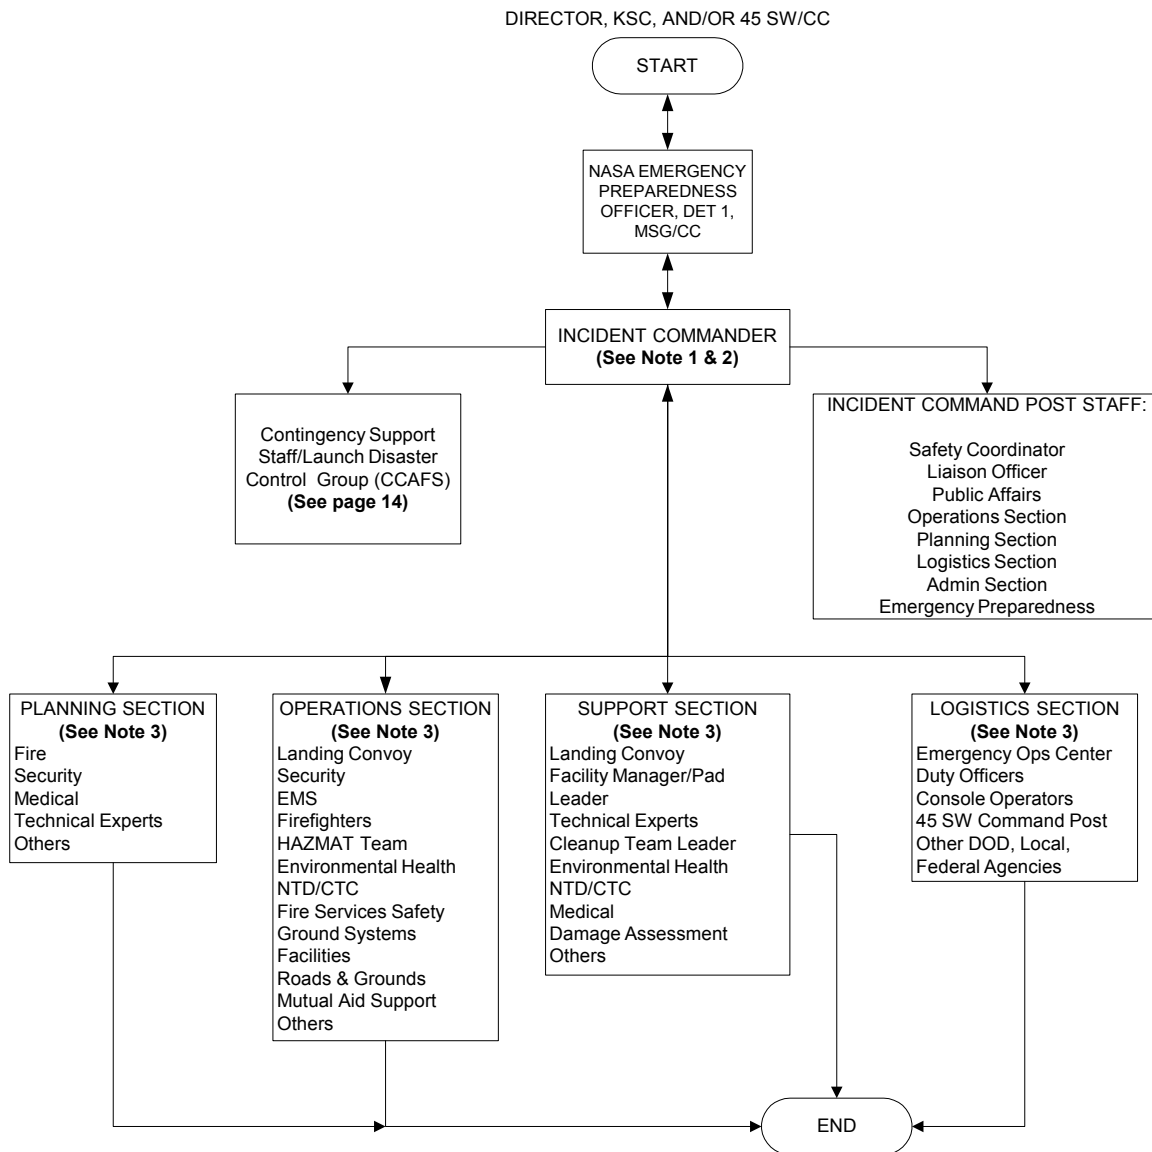 DIRECTOR, KSC, AND/OR 45 SW/CC
START
NASA EMERGENCY
PREPAREDNESS
OFFICER, DET 1,
MSG/CC
INCIDENT COMMANDER
(See Note 1 & 2)
Contingency Support
Staff/Launch Disaster
Control Group (CCAFS)
(See page 14)
INCIDENT COMMAND POST STAFF:
Safety Coordinator
Liaison Officer
Public Affairs
Operations Section
Planning Section
Logistics Section
Admin Section
Emergency Preparedness
PLANNING SECTION
(See Note 3)
Fire
Security
Medical
Technical Experts
Others
OPERATIONS SECTION
(See Note 3)
Landing Convoy
Security
EMS
Firefighters
HAZMAT Team
Environmental Health
NTD/CTC
Fire Services Safety
Ground Systems
Facilities
Roads & Grounds
Mutual Aid Support
Others
SUPPORT SECTION
(See Note 3)
Landing Convoy
Facility Manager/Pad
Leader
Technical Experts
Cleanup Team Leader
Environmental Health
NTD/CTC
Medical
Damage Assessment
Others
LOGISTICS SECTION
(See Note 3)
Emergency Ops Center
Duty Officers
Console Operators
45 SW Command Post
Other DOD, Local,
Federal Agencies
END